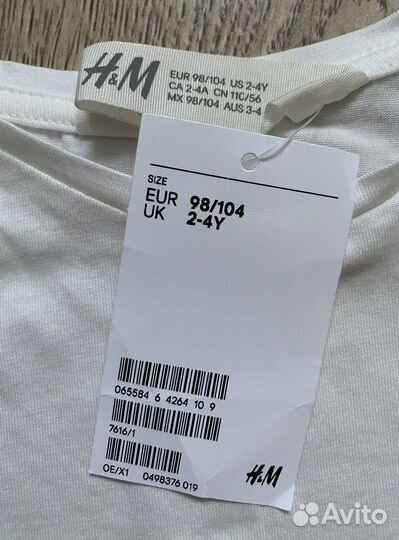 H&M
EUR 98/104 US 2-4Y
CA 2-4A CN 110/56
MX 98/104 AUS 3-4
SIZE
EUR 98/104
UK 2-4Y
065584 6 4264 10 9
7616/1
OE/X1 0498376 019
H&M
Avito